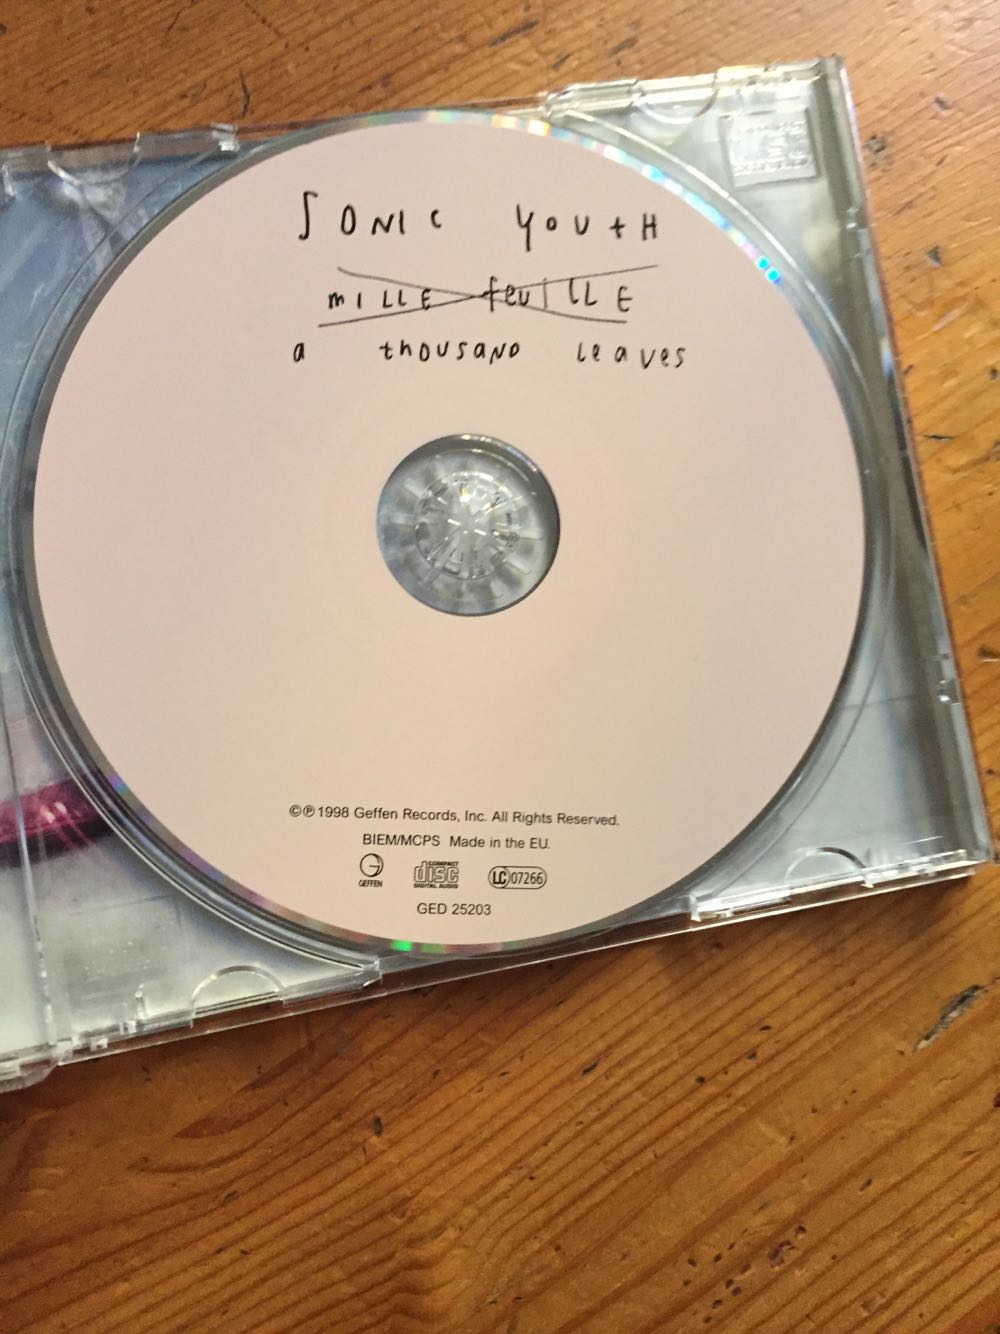 SONIC YOUTH
mILLE feuILLE
a thOUSAND LeaVes
©℗ 1998 Geffen Records, Inc. All Rights Reserved.
BIEM/MCPS Made in the EU.
GEFFEN
COMPACT
disc
DIGITAL AUDIO
LC 07266
GED 25203